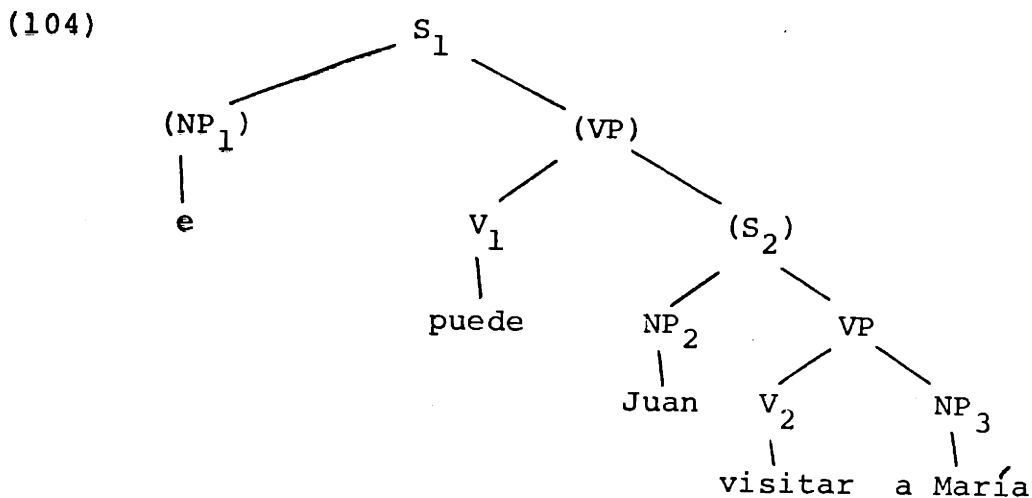 (104)
S₁
(NP₁) (VP)
e V₁ (S₂)
puede NP₂ VP
Juan V₂ NP₃
visitar a María